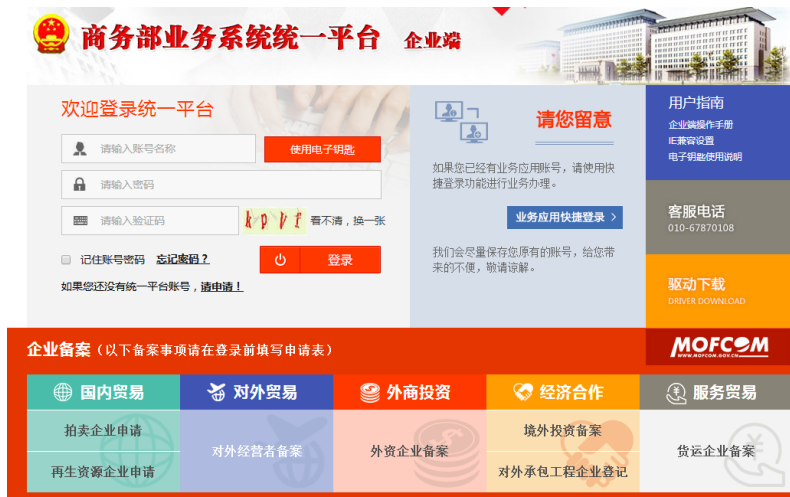 商务部业务系统统一平台 企业端
欢迎登录统一平台
请输入账号名称
使用电子钥匙
请输入密码
请输入验证码
kpvf
看不清，换一张
记住账号密码 忘记密码？
登录
如果您还没有统一平台账号，请申请！
请您留意
如果您已经有业务应用账号，请使用快
捷登录功能进行业务办理。
业务应用快捷登录 >
我们会尽量保存您原有的账号，给您带
来的不便，敬请谅解。
用户指南
企业端操作手册
IE兼容设置
电子钥匙使用说明
客服电话
010-67870108
驱动下载
DRIVER DOWNLOAD
MOFCOM
WWW.MOFCOM.GOV.CN
企业备案（以下备案事项请在登录前填写申请表）
国内贸易
对外贸易
外商投资
经济合作
服务贸易
拍卖企业申请
再生资源企业申请
对外经营者备案
外资企业备案
境外投资备案
对外承包工程企业登记
货运企业备案